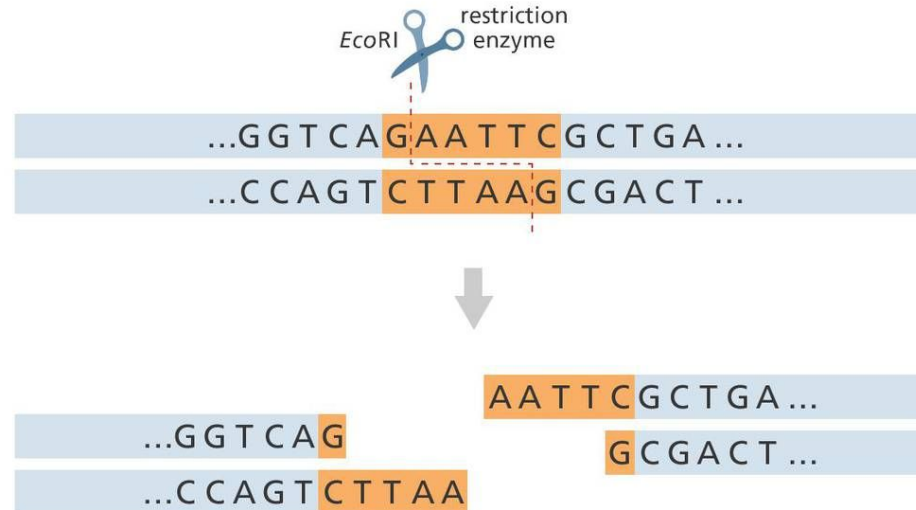 EcoRI
restriction
enzyme
...GGTCAGAATTCGCTGA...
...CCAGTCTTAAGCGACT...
AATTCGCTGA...
...GGTCAG
GCGACT...
...CCAGTCTTAA